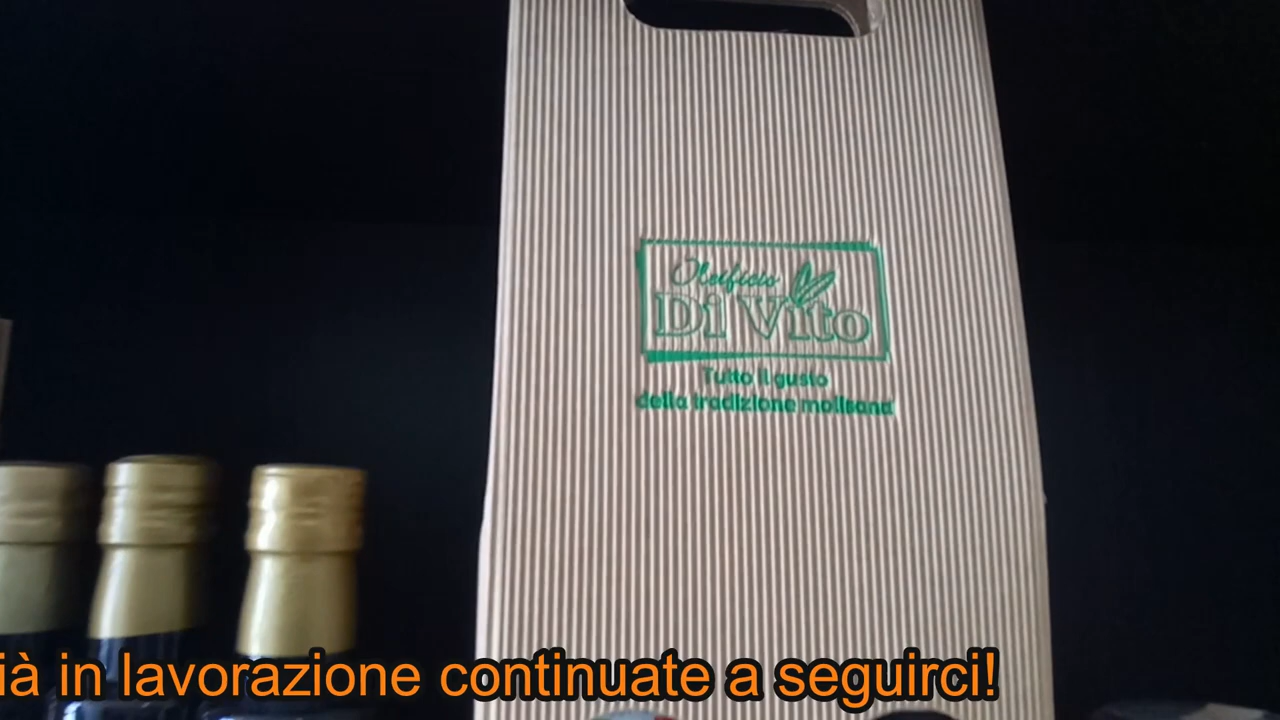 Oleificio
Di Vito
Tutto il gusto
della tradizione molisana
ià in lavorazione continuate a seguirci!